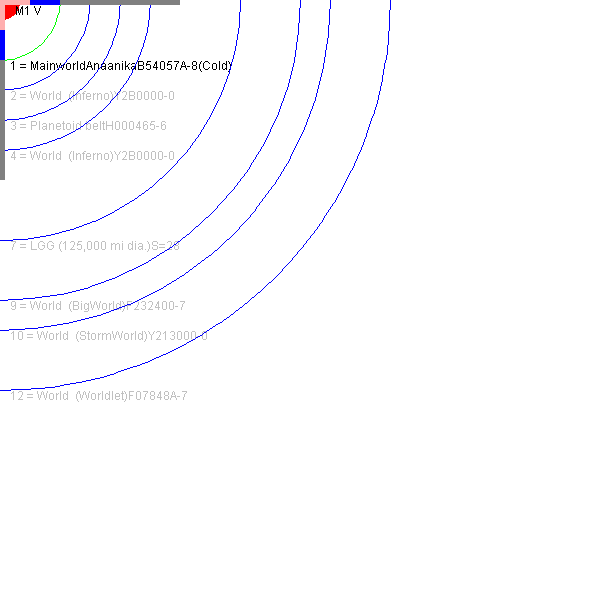 M1 V
1 = MainworldAnaanikaB54057A-8(Cold)
2 = World  (Inferno)Y2B0000-0
3 = Planetoid beltH000465-6
4 = World  (Inferno)Y2B0000-0
7 = LGG (125,000 mi dia.)S=26
9 = World  (BigWorld)F232400-7
10 = World  (StormWorld)Y213000-0
12 = World  (Worldlet)F07848A-7